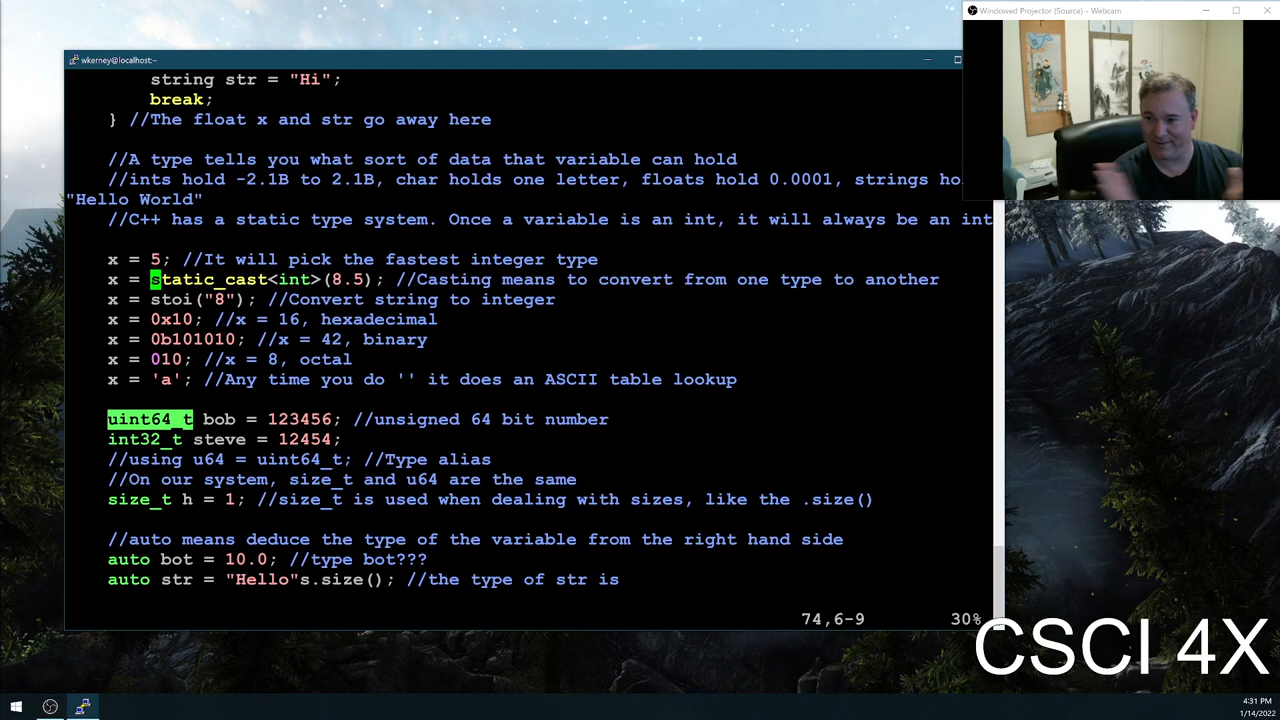 Windowed Projector (Source) - Webcam
wkerney@localhost:~
string str = "Hi";
break;
} //The float x and str go away here
//A type tells you what sort of data that variable can hold
//ints hold -2.1B to 2.1B, char holds one letter, floats hold 0.0001, strings ho
"Hello World"
//C++ has a static type system. Once a variable is an int, it will always be an int
x = 5; //It will pick the fastest integer type
x = static_cast<int>(8.5); //Casting means to convert from one type to another
x = stoi("8"); //Convert string to integer
x = 0x10; //x = 16, hexadecimal
x = 0b101010; //x = 42, binary
x = 010; //x = 8, octal
x = 'a'; //Any time you do '' it does an ASCII table lookup
uint64_t bob = 123456; //unsigned 64 bit number
int32_t steve = 12454;
//using u64 = uint64_t; //Type alias
//On our system, size_t and u64 are the same
size_t h = 1; //size_t is used when dealing with sizes, like the .size()
//auto means deduce the type of the variable from the right hand side
auto bot = 10.0; //type bot???
auto str = "Hello"s.size(); //the type of str is
74,6-9 30%
CSCI 4X
4:31 PM
1/14/2022